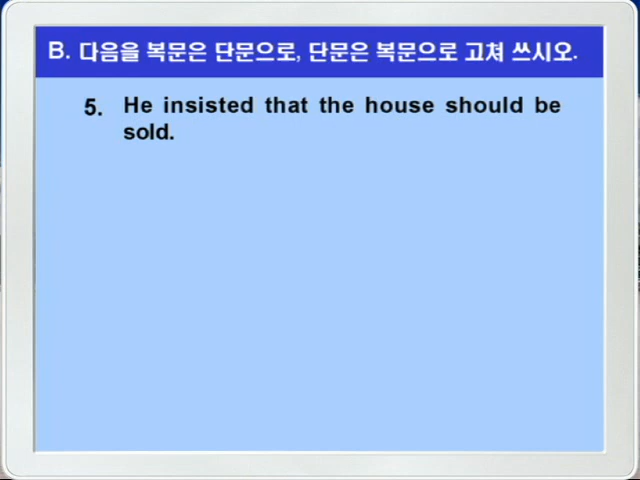 B. 다음을 복문은 단문으로, 단문은 복문으로 고쳐 쓰시오.
5. He insisted that the house should be
sold.